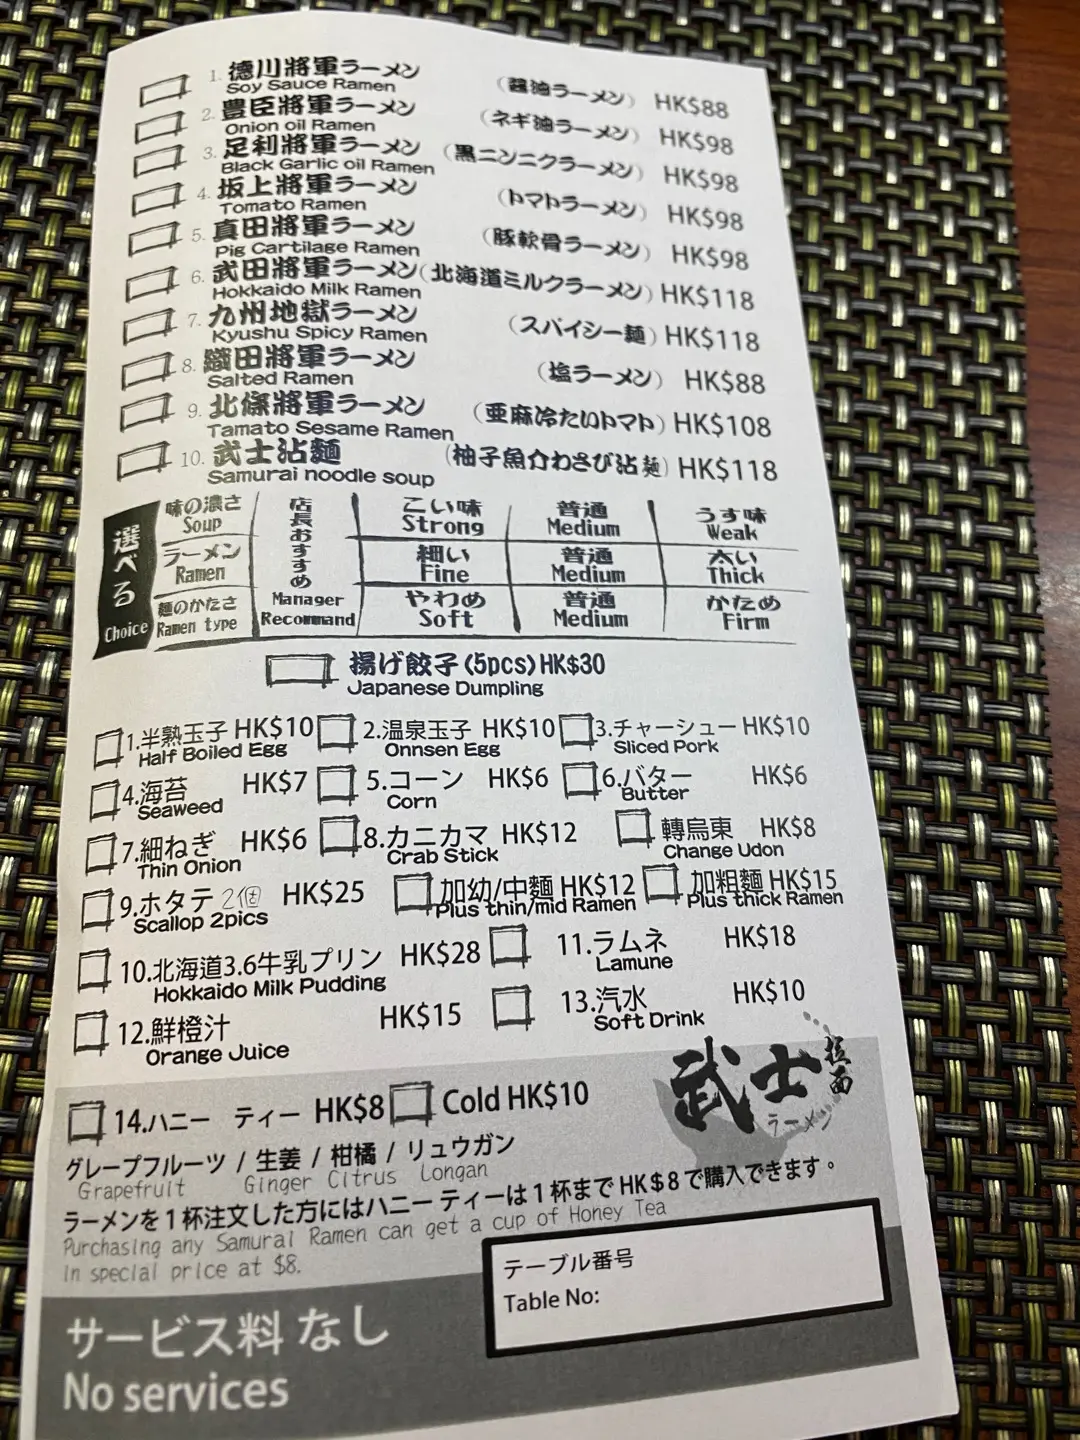 1. 德川將軍ラーメン (醤油ラーメン) HK$88
Soy Sauce Ramen
2. 豊臣將軍ラーメン (ネギ油ラーメン) HK$98
Onion oil Ramen
3. 足利將軍ラーメン (黒ニンニクラーメン) HK$98
Black Garlic oil Ramen
4. 坂上將軍ラーメン (トマトラーメン) HK$98
Tomato Ramen
5. 真田將軍ラーメン (豚軟骨ラーメン) HK$98
Pig Cartilage Ramen
6. 武田將軍ラーメン (北海道ミルクラーメン) HK$118
Hokkaido Milk Ramen
7. 九州地獄ラーメン (スパイシー麺) HK$118
Kyushu Spicy Ramen
8. 織田將軍ラーメン (塩ラーメン) HK$88
Salted Ramen
9. 北條將軍ラーメン (亜麻冷たいトマト) HK$108
Tamato Sesame Ramen
10. 武士沾麺 (柚子魚介わさび沾麺) HK$118
Samurai noodle soup
選べる Choice
味の濃さ 店長おすすめ こい味 普通 うす味
Soup Strong Medium Weak
ラーメン 細い 普通 太い
Ramen Fine Medium Thick
麺のかたさ Manager やわめ 普通 かため
Ramen type Recommand Soft Medium Firm
揚げ餃子(5pcs) HK$30
Japanese Dumpling
1.半熟玉子 HK$10 2.温泉玉子 HK$10 3.チャーシュー HK$10
Half Boiled Egg Onnsen Egg Sliced Pork
4.海苔 HK$7 5.コーン HK$6 6.バター HK$6
Seaweed Corn Butter
7.細ねぎ HK$6 8.カニカマ HK$12 轉烏東 HK$8
Thin Onion Crab Stick Change Udon
9.ホタテ 2個 HK$25 加幼/中麵 HK$12 加粗麵 HK$15
Scallop 2pics Plus thin/mid Ramen Plus thick Ramen
10.北海道3.6牛乳プリン HK$28 11.ラムネ HK$18
Hokkaido Milk Pudding Lamune
12.鮮橙汁 HK$15 13.汽水 HK$10
Orange Juice Soft Drink
14.ハニー ティー HK$8 Cold HK$10
武士拉面
ラーメン
グレープフルーツ / 生姜 / 柑橘 / リュウガン
Grapefruit Ginger Citrus Longan
ラーメンを1杯注文した方にはハニーティーは1杯まで HK$8で購入できます。
Purchasing any Samurai Ramen can get a cup of Honey Tea
in special price at $8.
テーブル番号
Table No:
サービス料 なし
No services